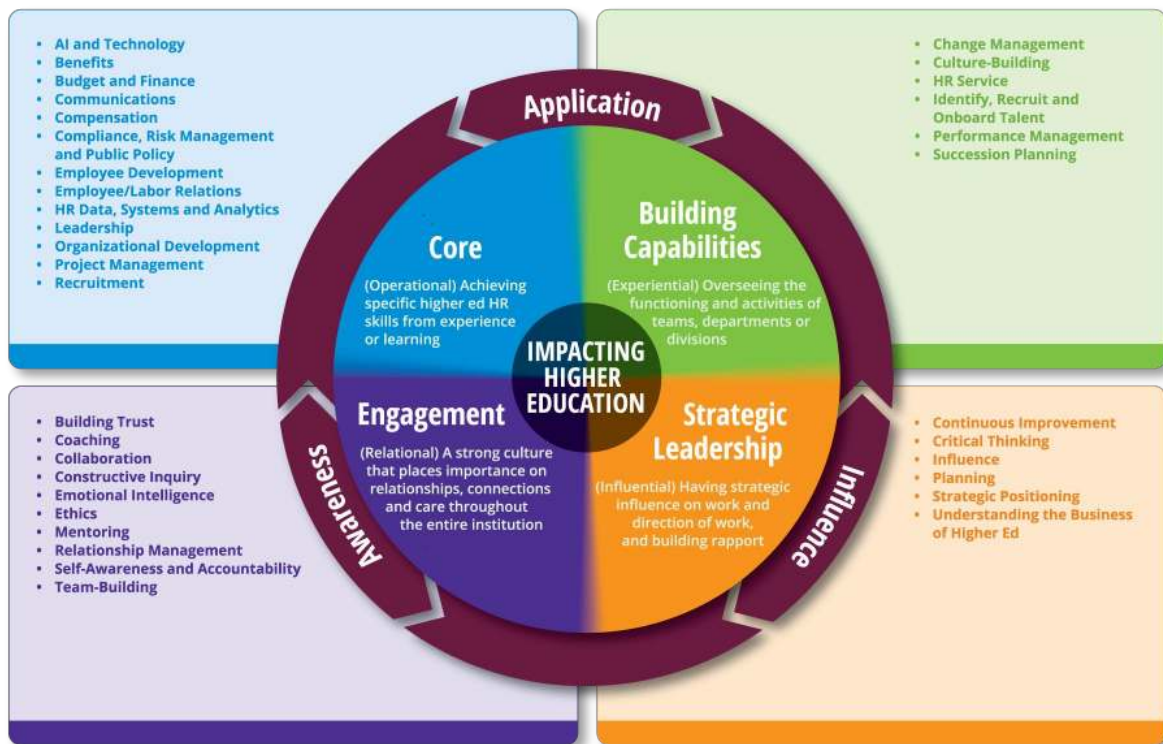 • AI and Technology
• Benefits
• Budget and Finance
• Communications
• Compensation
• Compliance, Risk Management
and Public Policy
• Employee Development
• Employee/Labor Relations
• HR Data, Systems and Analytics
• Leadership
• Organizational Development
• Project Management
• Recruitment
• Change Management
• Culture-Building
• HR Service
• Identify, Recruit and
Onboard Talent
• Performance Management
• Succession Planning
Application
Core
(Operational) Achieving
specific higher ed HR
skills from experience
or learning
Building
Capabilities
(Experiential) Overseeing the
functioning and activities of
teams, departments or
divisions
IMPACTING
HIGHER
EDUCATION
Engagement
(Relational) A strong culture
that places importance on
relationships, connections
and care throughout
the entire institution
Strategic
Leadership
(Influential) Having strategic
influence on work and
direction of work,
and building rapport
Awareness
Influence
• Building Trust
• Coaching
• Collaboration
• Constructive Inquiry
• Emotional Intelligence
• Ethics
• Mentoring
• Relationship Management
• Self-Awareness and Accountability
• Team-Building
• Continuous Improvement
• Critical Thinking
• Influence
• Planning
• Strategic Positioning
• Understanding the Business
of Higher Ed